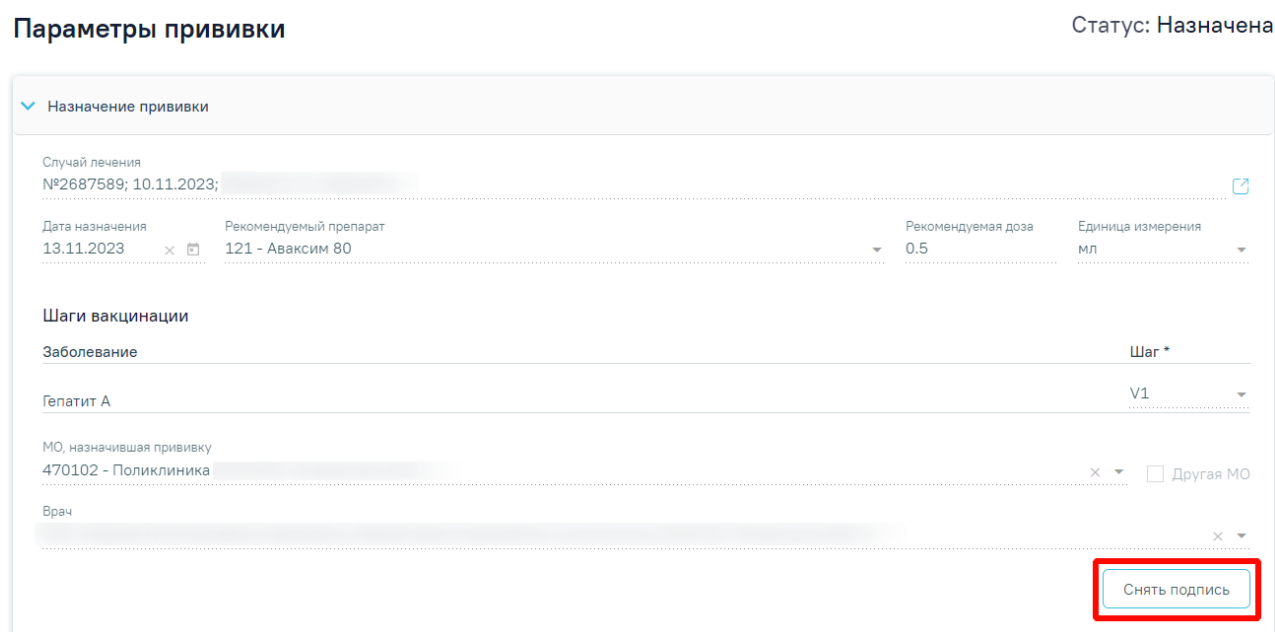 Параметры прививки
Статус: Назначена
Назначение прививки
Случай лечения
№2687589; 10.11.2023;
Дата назначения Рекомендуемый препарат Рекомендуемая доза Единица измерения
13.11.2023 121 - Аваксим 80 0.5 мл
Шаги вакцинации
Заболевание Шаг *
Гепатит А V1
МО, назначившая прививку
470102 - Поликлиника Другая МО
Врач
Снять подпись